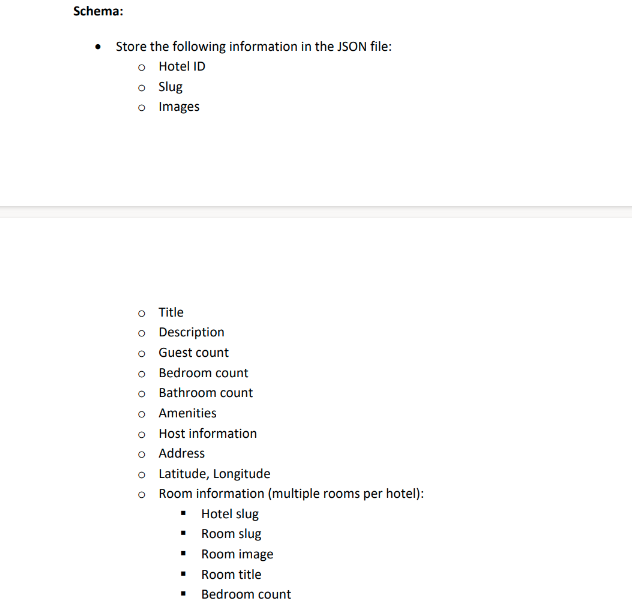 Schema:
• Store the following information in the JSON file:
o Hotel ID
o Slug
o Images
o Title
o Description
o Guest count
o Bedroom count
o Bathroom count
o Amenities
o Host information
o Address
o Latitude, Longitude
o Room information (multiple rooms per hotel):
▪ Hotel slug
▪ Room slug
▪ Room image
▪ Room title
▪ Bedroom count